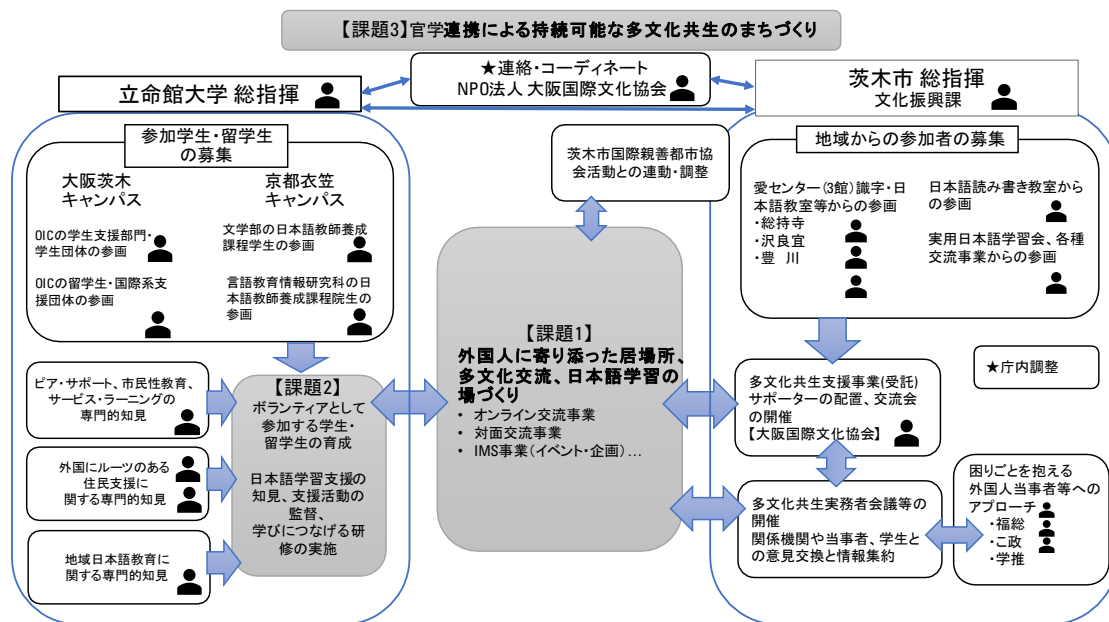 【課題3】官学連携による持続可能な多文化共生のまちづくり
★連絡・コーディネート
NPO法人 大阪国際文化協会
立命館大学 総指揮
茨木市 総指揮
文化振興課
参加学生・留学生
の募集
大阪茨木
キャンパス
京都衣笠
キャンパス
OICの学生支援部門・
学生団体の参画
文学部の日本語教師養成
課程学生の参画
OICの留学生・国際系支
援団体の参画
言語教育情報研究科の日
本語教師養成課程院生の
参画
茨木市国際親善都市協
会活動との連動・調整
地域からの参加者の募集
愛センター(3館)識字・日
本語教室等からの参画
・総持寺
・沢良宜
・豊 川
日本語読み書き教室から
の参画
実用日本語学習会、各種
交流事業からの参画
ピア・サポート、市民性教育、
サービス・ラーニングの
専門的知見
外国にルーツのある
住民支援に
関する専門的知見
地域日本語教育に
関する専門的知見
【課題2】
ボランティアとして
参加する学生・
留学生の育成
日本語学習支援の
知見、支援活動の
監督、
学びにつなげる研
修の実施
【課題1】
外国人に寄り添った居場所、
多文化交流、日本語学習の
場づくり
• オンライン交流事業
• 対面交流事業
• IMS事業(イベント・企画)…
★庁内調整
多文化共生支援事業(受託)
サポーターの配置、交流会
の開催
【大阪国際文化協会】
多文化共生実務者会議等の
開催
関係機関や当事者、学生と
の意見交換と情報集約
困りごとを抱える
外国人当事者等への
アプローチ
・福総
・こ政
・学推